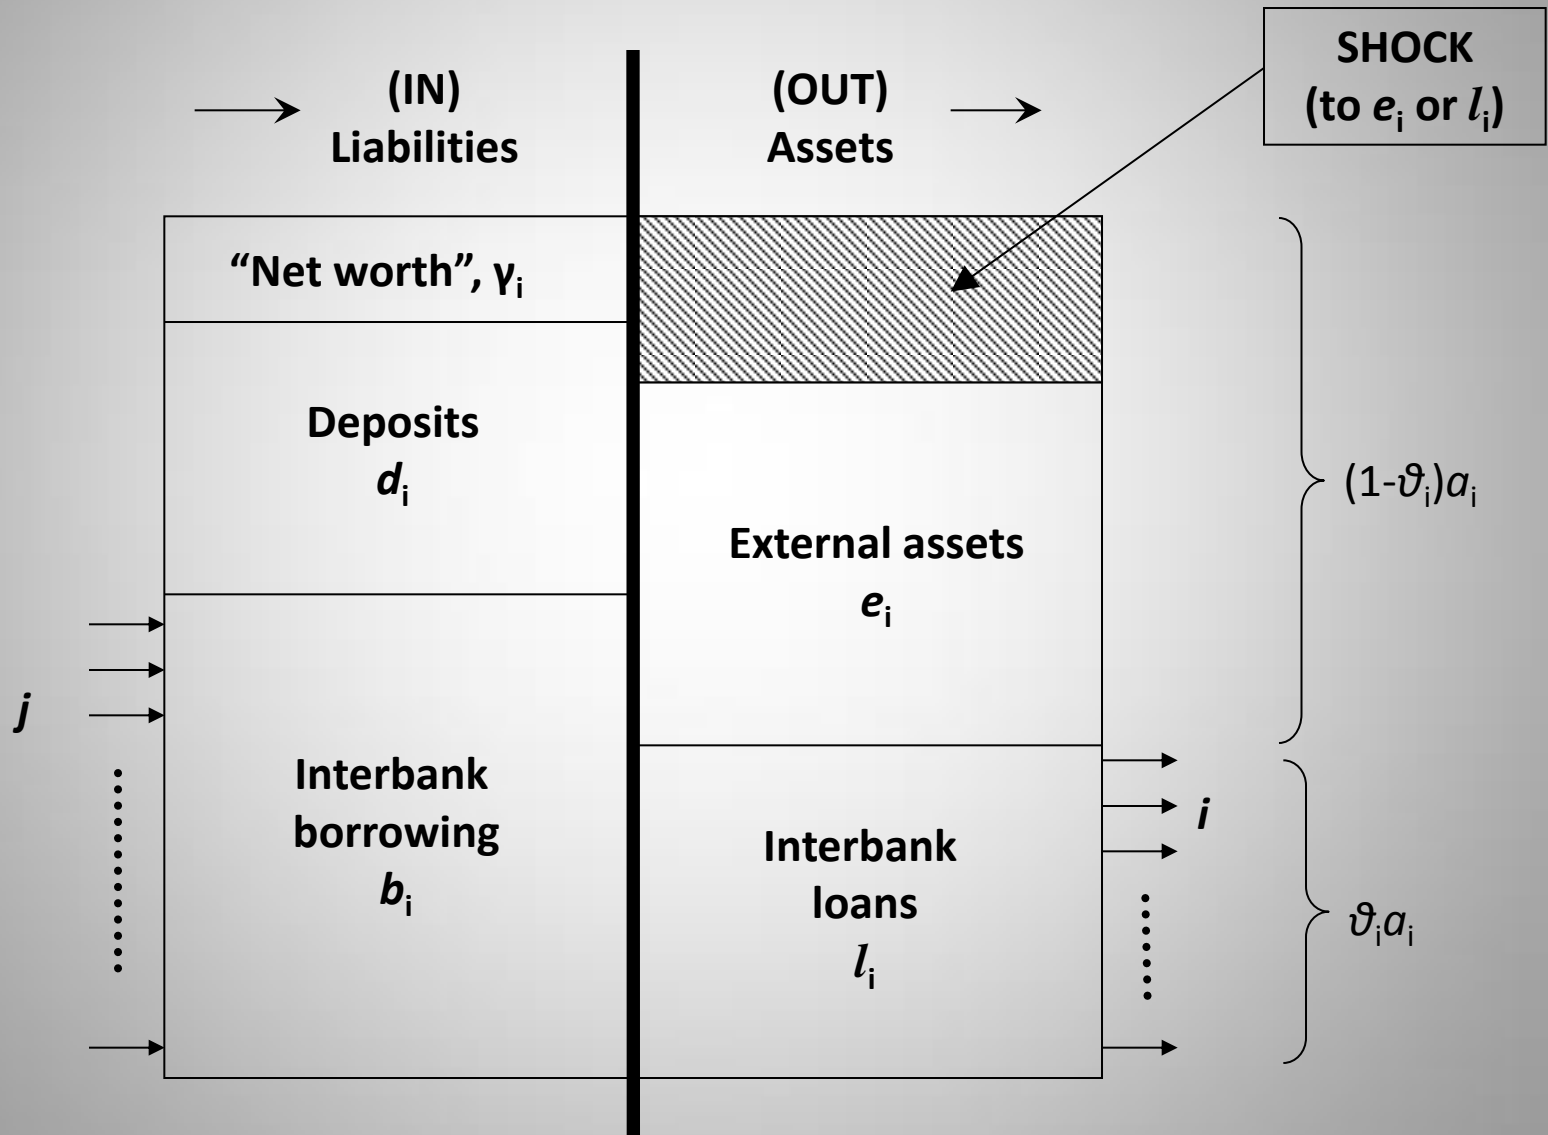 SHOCK
(to eᵢ or lᵢ)
(IN)
Liabilities
(OUT)
Assets
“Net worth”, γᵢ
Deposits
dᵢ
External assets
eᵢ
(1-ϑᵢ)aᵢ
j
Interbank
borrowing
bᵢ
i
Interbank
loans
lᵢ
ϑᵢaᵢ